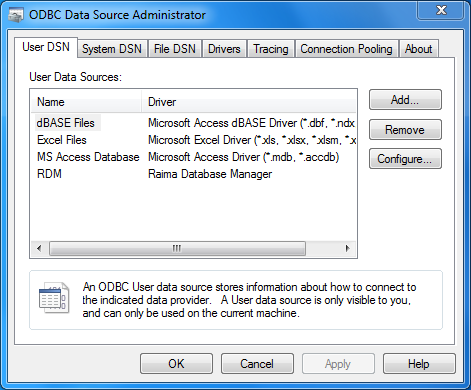 ODBC Data Source Administrator
User DSN System DSN File DSN Drivers Tracing Connection Pooling About
User Data Sources:
Name Driver
dBASE Files Microsoft Access dBASE Driver (*.dbf, *.ndx
Excel Files Microsoft Excel Driver (*.xls, *.xlsx, *.xlsm, *.x
MS Access Database Microsoft Access Driver (*.mdb, *.accdb)
RDM Raima Database Manager
Add...
Remove
Configure...
An ODBC User data source stores information about how to connect to
the indicated data provider. A User data source is only visible to you,
and can only be used on the current machine.
OK Cancel Apply Help